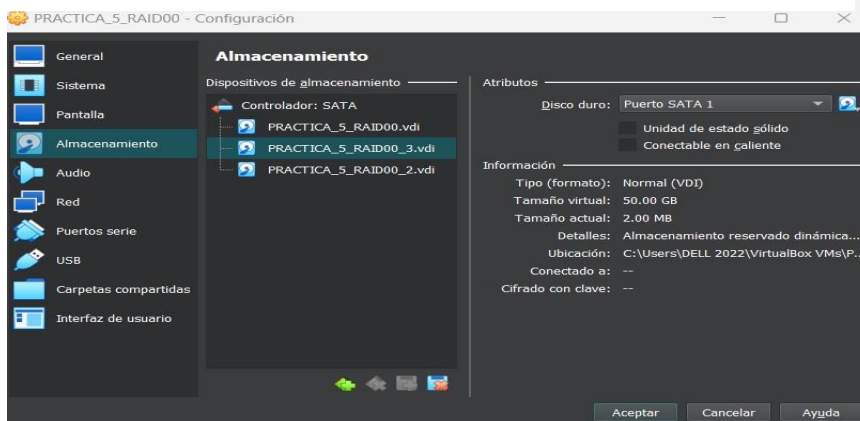 PRACTICA_5_RAID00 - Configuración
General
Sistema
Pantalla
Almacenamiento
Audio
Red
Puertos serie
USB
Carpetas compartidas
Interfaz de usuario
Almacenamiento
Dispositivos de almacenamiento
Controlador: SATA
PRACTICA_5_RAID00.vdi
PRACTICA_5_RAID00_3.vdi
PRACTICA_5_RAID00_2.vdi
Atributos
Disco duro: Puerto SATA 1
Unidad de estado sólido
Conectable en caliente
Información
Tipo (formato): Normal (VDI)
Tamaño virtual: 50.00 GB
Tamaño actual: 2.00 MB
Detalles: Almacenamiento reservado dinámica...
Ubicación: C:\Users\DELL 2022\VirtualBox VMs\P...
Conectado a: --
Cifrado con clave: --
Aceptar Cancelar Ayuda